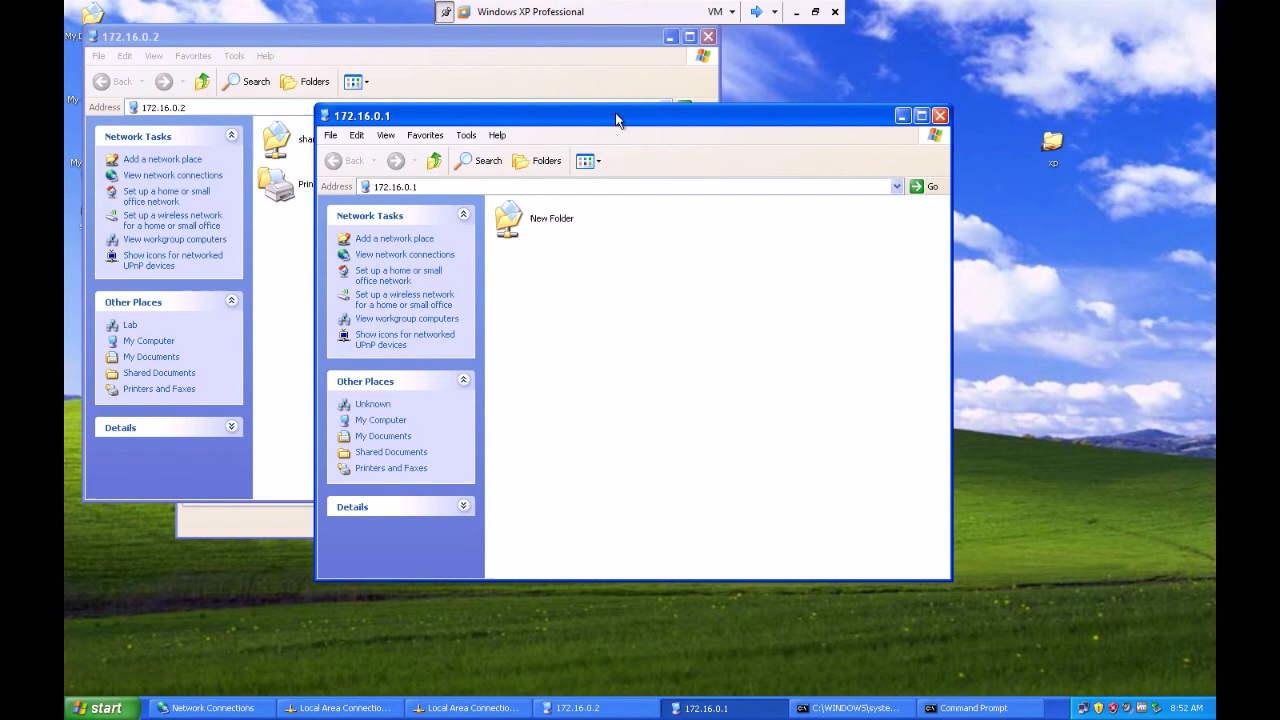 Windows XP Professional
VM
172.16.0.2
File Edit View Favorites Tools Help
Back Search Folders
Address 172.16.0.2
Network Tasks
Add a network place
View network connections
Set up a home or small
office network
Set up a wireless network
for a home or small office
View workgroup computers
Show icons for networked
UPnP devices
Other Places
Lab
My Computer
My Documents
Shared Documents
Printers and Faxes
Details
172.16.0.1
File Edit View Favorites Tools Help
Back Search Folders
Address 172.16.0.1 Go
Network Tasks
Add a network place
View network connections
Set up a home or small
office network
Set up a wireless network
for a home or small office
View workgroup computers
Show icons for networked
UPnP devices
Other Places
Unknown
My Computer
My Documents
Shared Documents
Printers and Faxes
Details
New Folder
xp
start
Network Connections
Local Area Connectio...
Local Area Connectio...
172.16.0.2
172.16.0.1
C:\WINDOWS\syste...
Command Prompt
8:52 AM